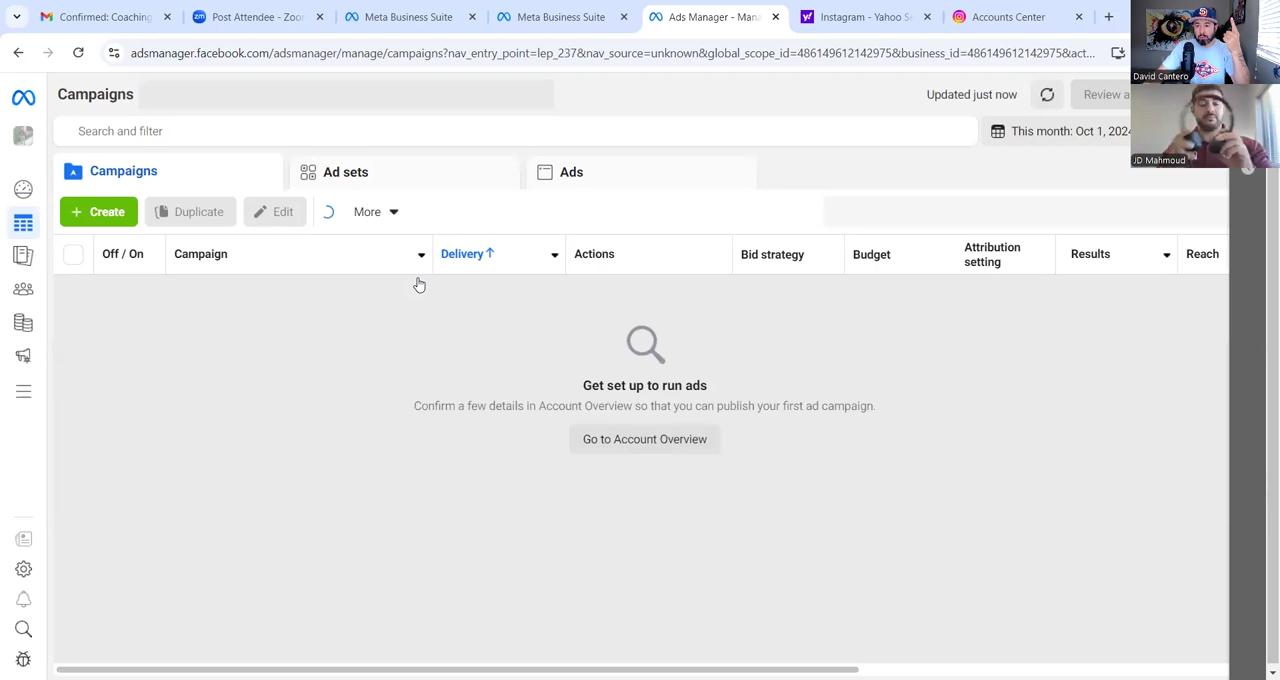 Confirmed: Coaching
Post Attendee - Zoom
Meta Business Suite
Meta Business Suite
Ads Manager - Mana
Instagram - Yahoo Se
Accounts Center
adsmanager.facebook.com/adsmanager/manage/campaigns?nav_entry_point=lep_237&nav_source=unknown&global_scope_id=486149612142975&business_id=486149612142975&act...
David Cantero
JD Mahmoud
Campaigns
Updated just now
Review a
Search and filter
This month: Oct 1, 2024
Campaigns
Ad sets
Ads
+ Create
Duplicate
Edit
More
Off / On
Campaign
Delivery ↑
Actions
Bid strategy
Budget
Attribution
setting
Results
Reach
Get set up to run ads
Confirm a few details in Account Overview so that you can publish your first ad campaign.
Go to Account Overview